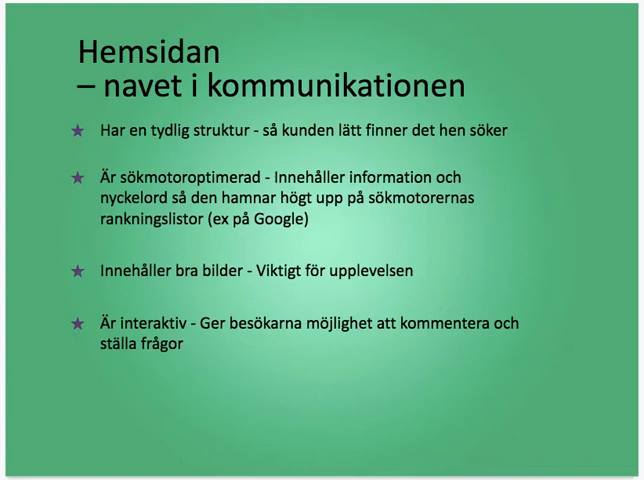 Hemsidan
– navet i kommunikationen
Har en tydlig struktur - så kunden lätt finner det hen söker
Är sökmotoroptimerad - Innehåller information och
nyckelord så den hamnar högt upp på sökmotorernas
rankningslistor (ex på Google)
Innehåller bra bilder - Viktigt för upplevelsen
Är interaktiv - Ger besökarna möjlighet att kommentera och
ställa frågor